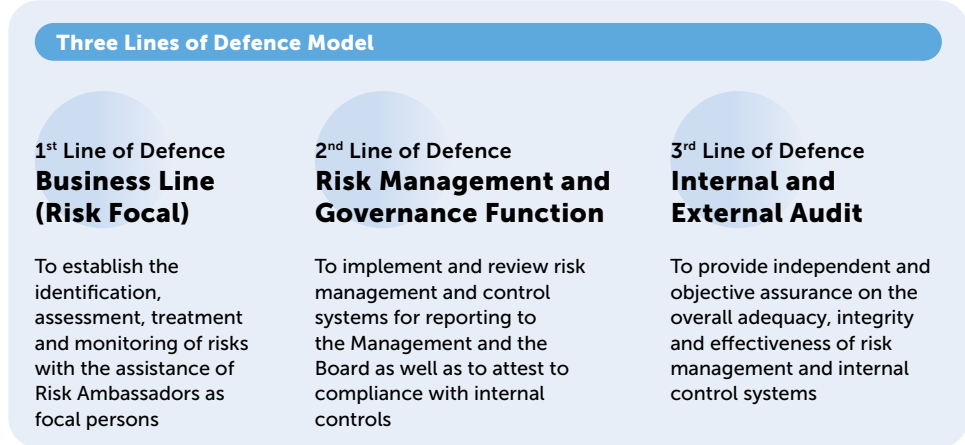 Three Lines of Defence Model
1st Line of Defence
Business Line
(Risk Focal)
To establish the
identification,
assessment, treatment
and monitoring of risks
with the assistance of
Risk Ambassadors as
focal persons
2nd Line of Defence
Risk Management and
Governance Function
To implement and review risk
management and control
systems for reporting to
the Management and the
Board as well as to attest to
compliance with internal
controls
3rd Line of Defence
Internal and
External Audit
To provide independent and
objective assurance on the
overall adequacy, integrity
and effectiveness of risk
management and internal
control systems